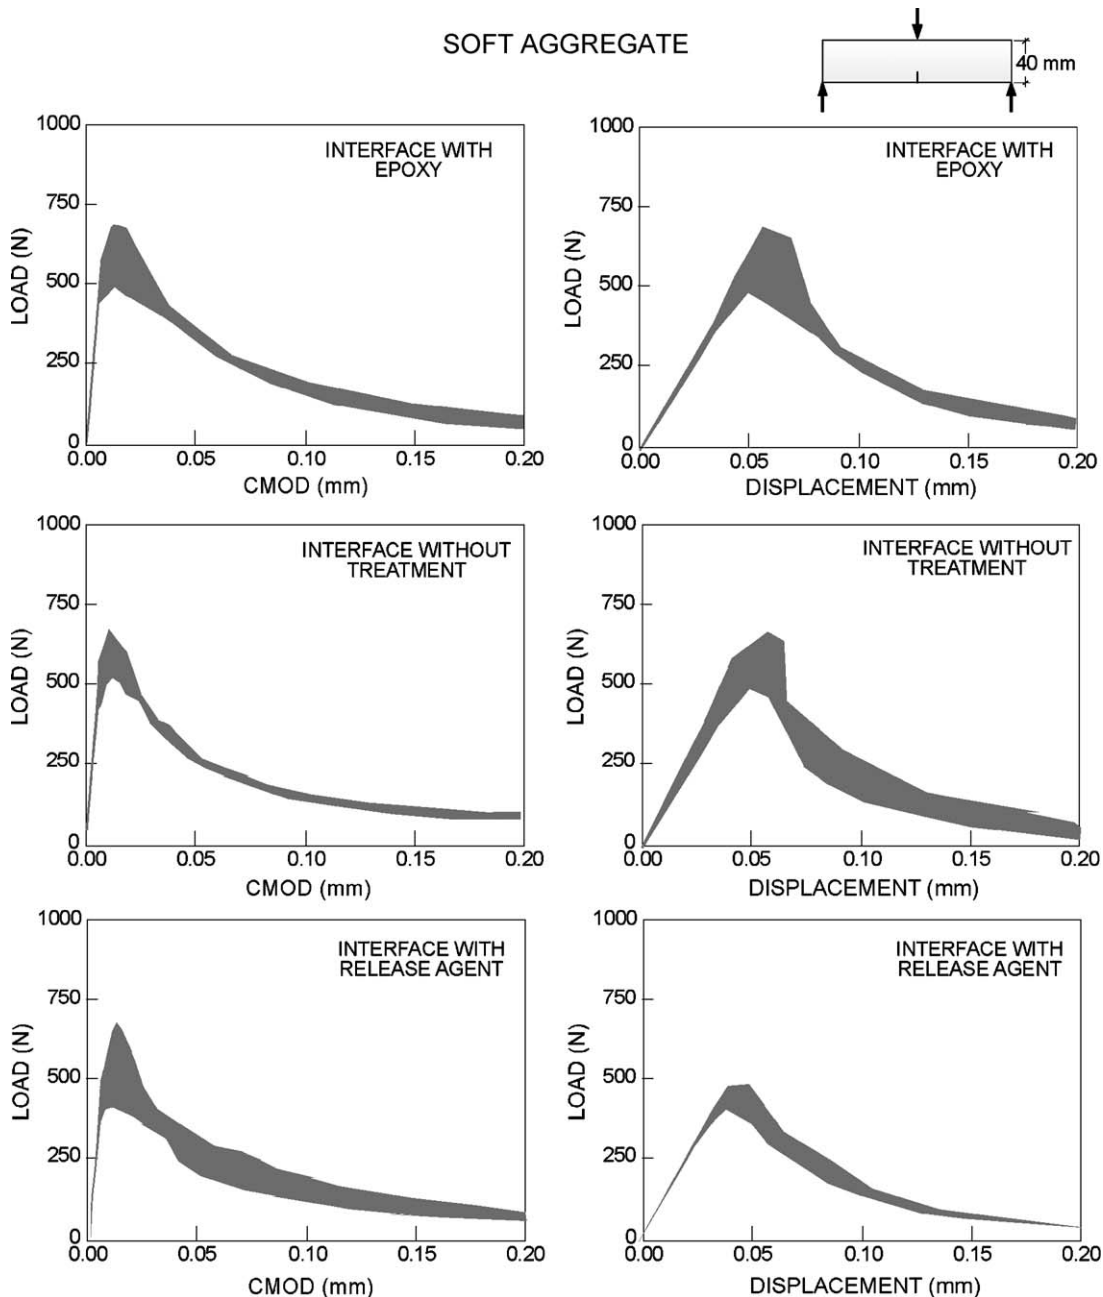 SOFT AGGREGATE
40 mm
1000
750
500
250
0
LOAD (N)
INTERFACE WITH
EPOXY
0.00 0.05 0.10 0.15 0.20
CMOD (mm)
1000
750
500
250
0
LOAD (N)
INTERFACE WITH
EPOXY
0.00 0.05 0.10 0.15 0.20
DISPLACEMENT (mm)
1000
750
500
250
0
LOAD (N)
INTERFACE WITHOUT
TREATMENT
0.00 0.05 0.10 0.15 0.20
CMOD (mm)
1000
750
500
250
0
LOAD (N)
INTERFACE WITHOUT
TREATMENT
0.00 0.05 0.10 0.15 0.20
DISPLACEMENT (mm)
1000
750
500
250
0
LOAD (N)
INTERFACE WITH
RELEASE AGENT
0.00 0.05 0.10 0.15 0.20
CMOD (mm)
1000
750
500
250
0
LOAD (N)
INTERFACE WITH
RELEASE AGENT
0.00 0.05 0.10 0.15 0.20
DISPLACEMENT (mm)